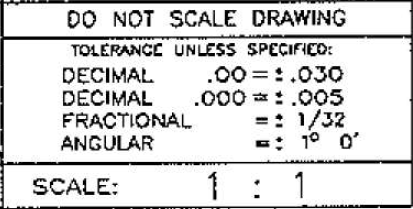 DO NOT SCALE DRAWING
TOLERANCE UNLESS SPECIFIED:
DECIMAL .00 = ± .030
DECIMAL .000 = ± .005
FRACTIONAL = ± 1/32
ANGULAR = ± 1° 0'
SCALE: 1 : 1